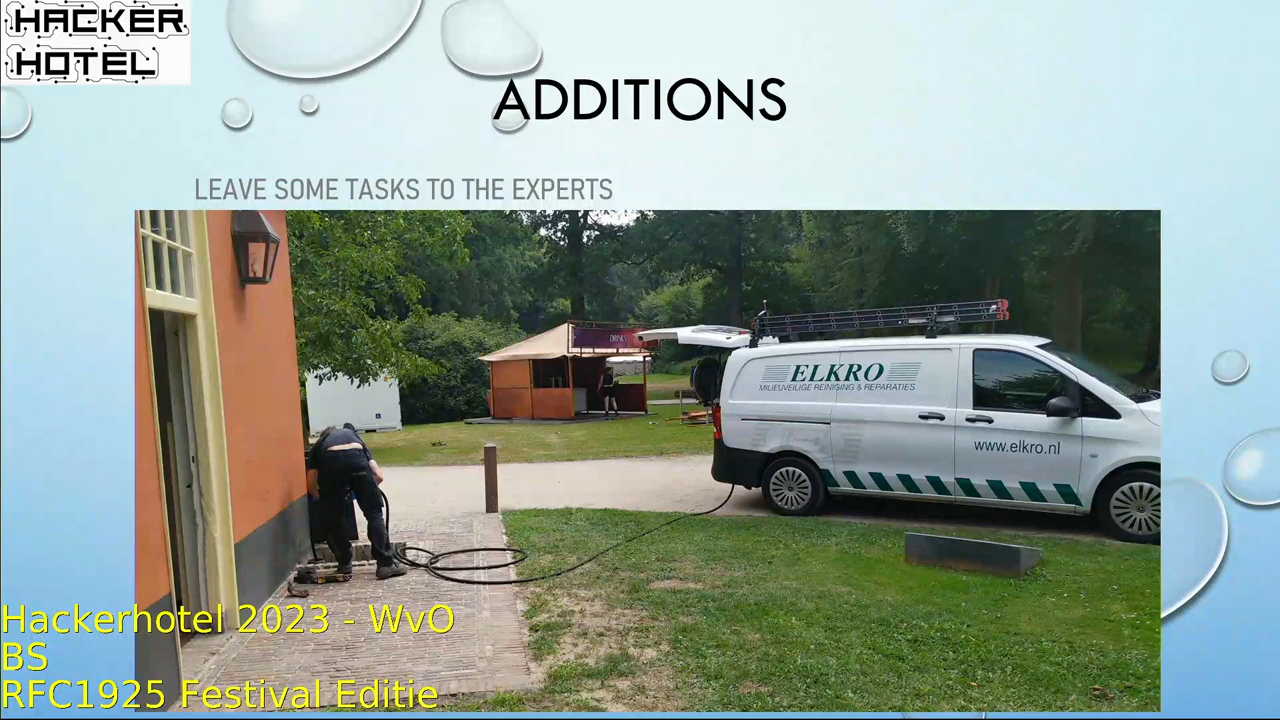 HACKER
HOTEL
ADDITIONS
LEAVE SOME TASKS TO THE EXPERTS
DRINKS
ELKRO
MILIEUVEILIGE REINIGING & REPARATIES
www.elkro.nl
Hackerhotel 2023 - WvO
BS
RFC1925 Festival Editie